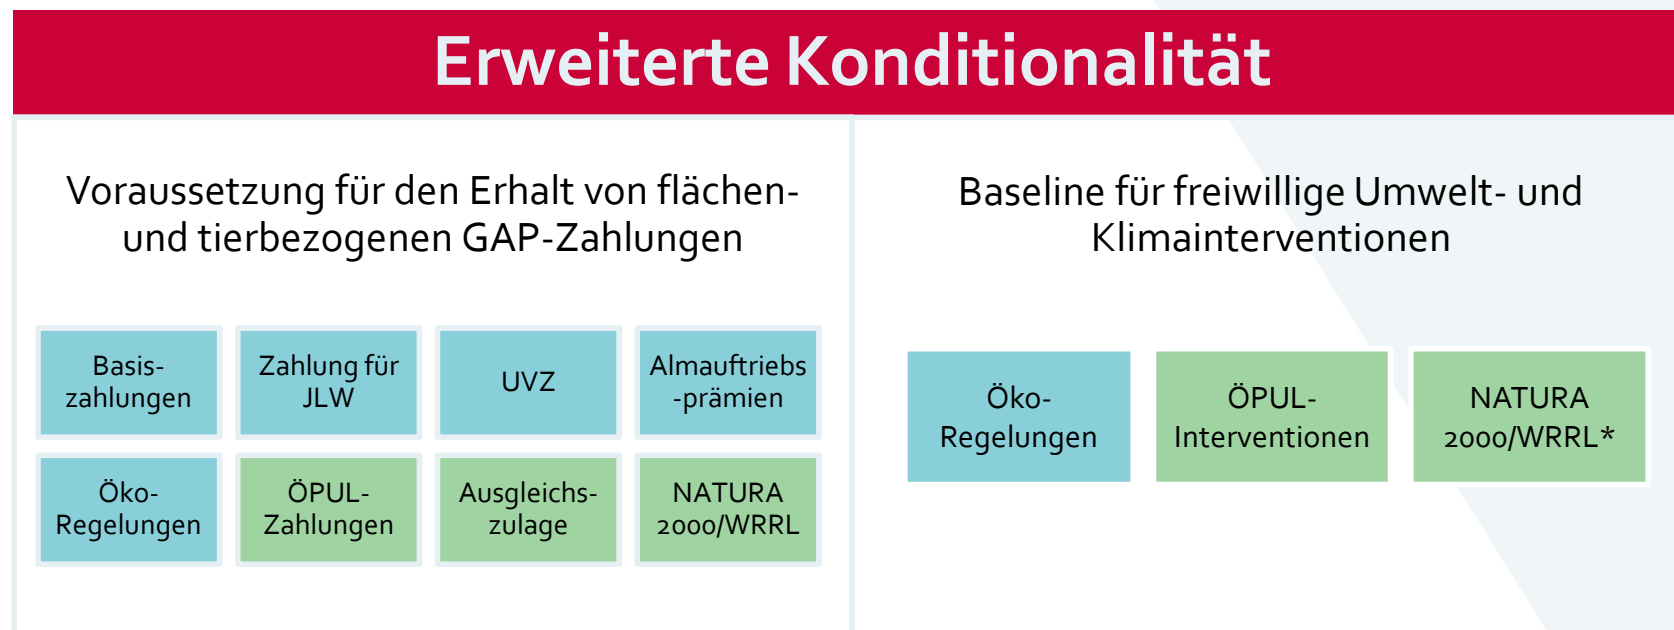 Erweiterte Konditionalität
Voraussetzung für den Erhalt von flächen-
und tierbezogenen GAP-Zahlungen
Basis-
zahlungen
Zahlung für
JLW
UVZ
Almauftriebs
-prämien
Öko-
Regelungen
ÖPUL-
Zahlungen
Ausgleichs-
zulage
NATURA
2000/WRRL
Baseline für freiwillige Umwelt- und
Klimainterventionen
Öko-
Regelungen
ÖPUL-
Interventionen
NATURA
2000/WRRL*